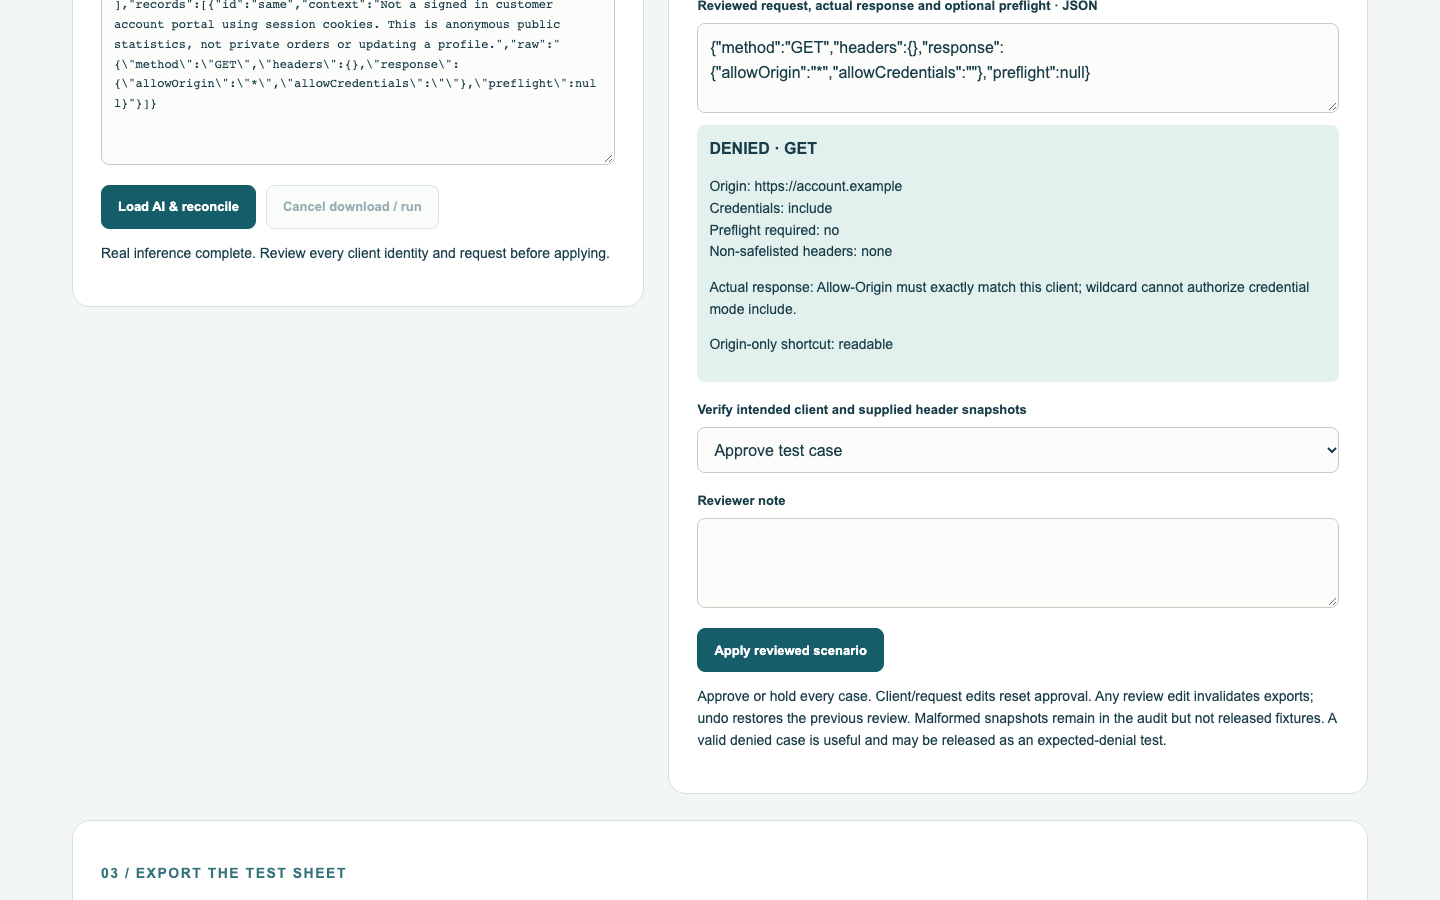 ],"records":[{"id":"same","context":"Not a signed in customer
account portal using session cookies. This is anonymous public
statistics, not private orders or updating a profile.","raw":"
{\"method\":\"GET\",\"headers\":{},\"response\":
{\"allowOrigin\":\"*\",\"allowCredentials\":\"\"},\"preflight\":nul
l}"}]}
Load AI & reconcile
Cancel download / run
Real inference complete. Review every client identity and request before applying.
Reviewed request, actual response and optional preflight · JSON
{"method":"GET","headers":{},"response":
{"allowOrigin":"*","allowCredentials":""},"preflight":null}
DENIED · GET
Origin: https://account.example
Credentials: include
Preflight required: no
Non-safelisted headers: none
Actual response: Allow-Origin must exactly match this client; wildcard cannot authorize credential
mode include.
Origin-only shortcut: readable
Verify intended client and supplied header snapshots
Approve test case
Reviewer note
Apply reviewed scenario
Approve or hold every case. Client/request edits reset approval. Any review edit invalidates exports;
undo restores the previous review. Malformed snapshots remain in the audit but not released fixtures. A
valid denied case is useful and may be released as an expected-denial test.
03 / EXPORT THE TEST SHEET